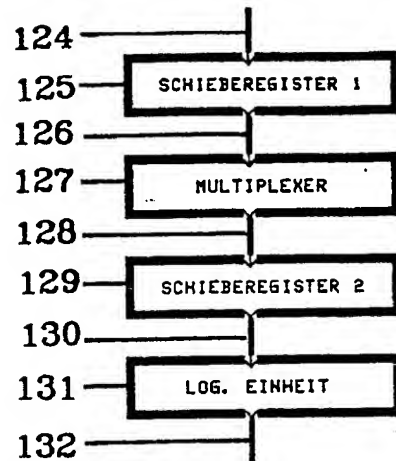 124
125 SCHIEBEREGISTER 1
126
127 MULTIPLEXER
128
129 SCHIEBEREGISTER 2
130
131 LOG. EINHEIT
132